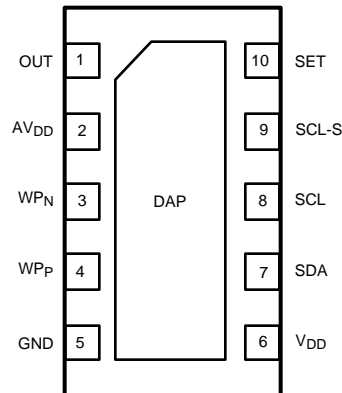 OUT 1 10 SET
AVDD 2 9 SCL-S
WPN 3 DAP 8 SCL
WPP 4 7 SDA
GND 5 6 VDD